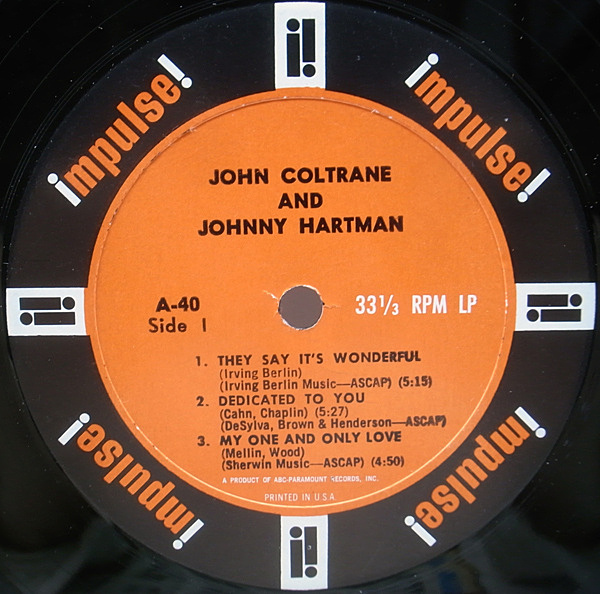 impulse!
impulse!
JOHN COLTRANE
AND
JOHNNY HARTMAN
A-40
Side 1
33⅓ RPM LP
1. THEY SAY IT'S WONDERFUL
(Irving Berlin)
(Irving Berlin Music—ASCAP) (5:15)
2. DEDICATED TO YOU
(Cahn, Chaplin) (5:27)
(DeSylva, Brown & Henderson—ASCAP)
3. MY ONE AND ONLY LOVE
(Mellin, Wood)
(Sherwin Music—ASCAP) (4:50)
A PRODUCT OF ABC-PARAMOUNT RECORDS, INC.
PRINTED IN U.S.A.
impulse!
impulse!